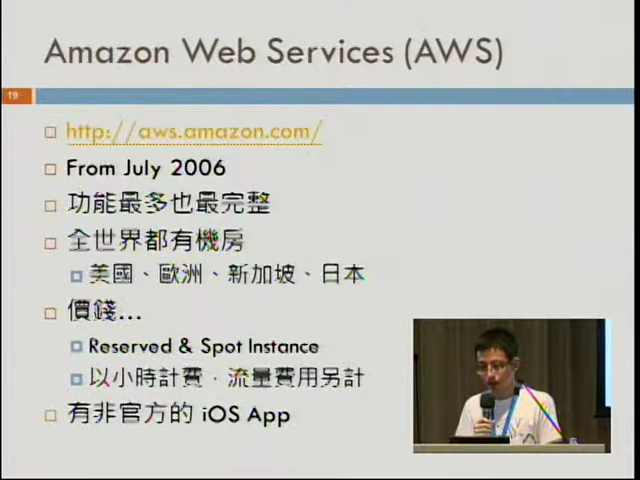 Amazon Web Services (AWS)
19
http://aws.amazon.com/
From July 2006
功能最多也最完整
全世界都有機房
美國、歐洲、新加坡、日本
價錢...
Reserved & Spot Instance
以小時計費，流量費用另計
有非官方的 iOS App